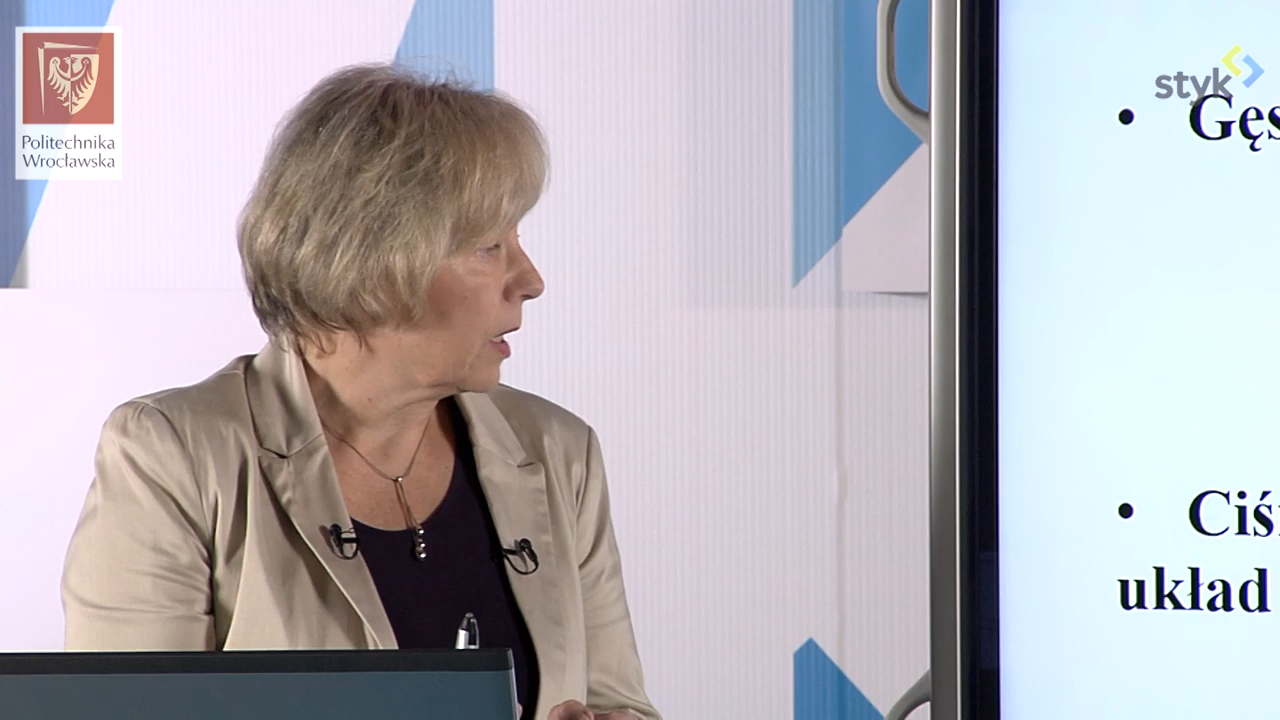 Politechnika
Wrocławska
styk
• Gęs
• Ciś
układ